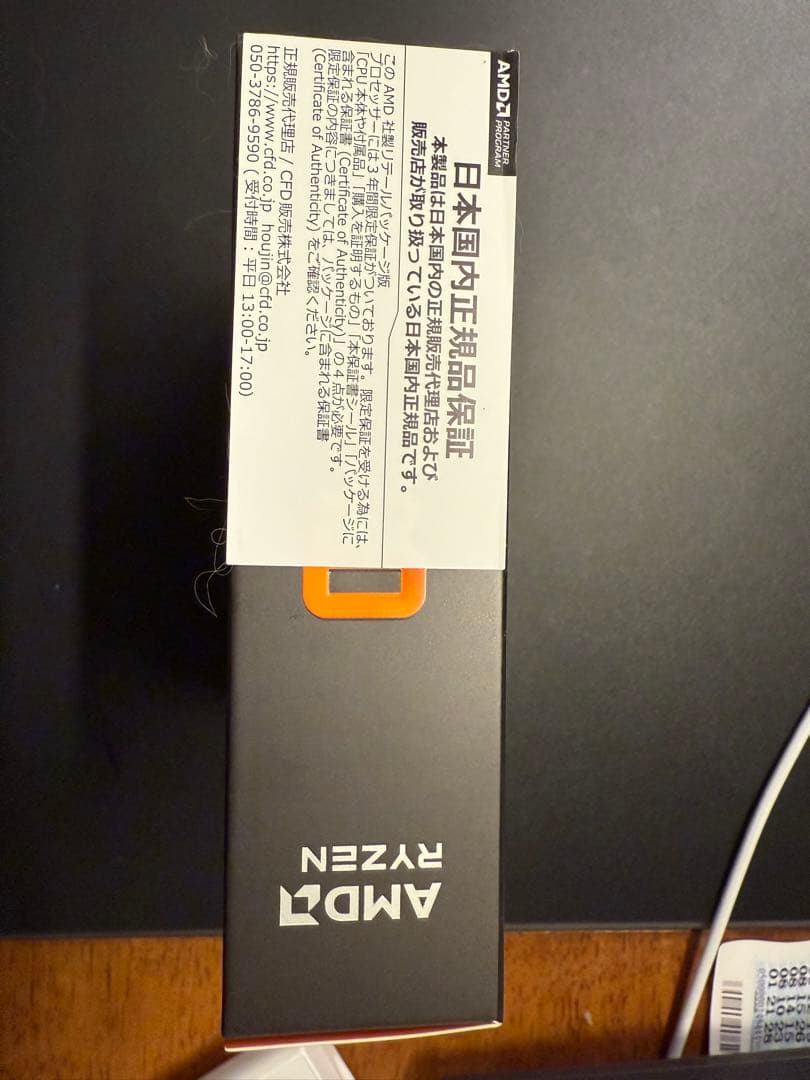 AMD
PARTNER
PROGRAM
日本国内正規品保証
本製品は日本国内の正規販売代理店および
販売店が取り扱っている日本国内正規品です。
このAMD 社製リテールパッケージ版
プロセッサーには3 年間限定保証がついております。限定保証を受ける為には、
「CPU 本体や付属品」「購入を証明するもの」「本保証書シール」「パッケージに
含まれる保証書 (Certificate of Authenticity)」の 4 点が必要です。
限定保証の内容につきましては、パッケージに含まれる保証書
(Certificate of Authenticity) をご確認ください。
正規販売代理店 / CFD 販売株式会社
https://www.cfd.co.jp houjin@cfd.co.jp
050-3786-9590 ( 受付時間：平日 13:00-17:00)
AMD
RYZEN